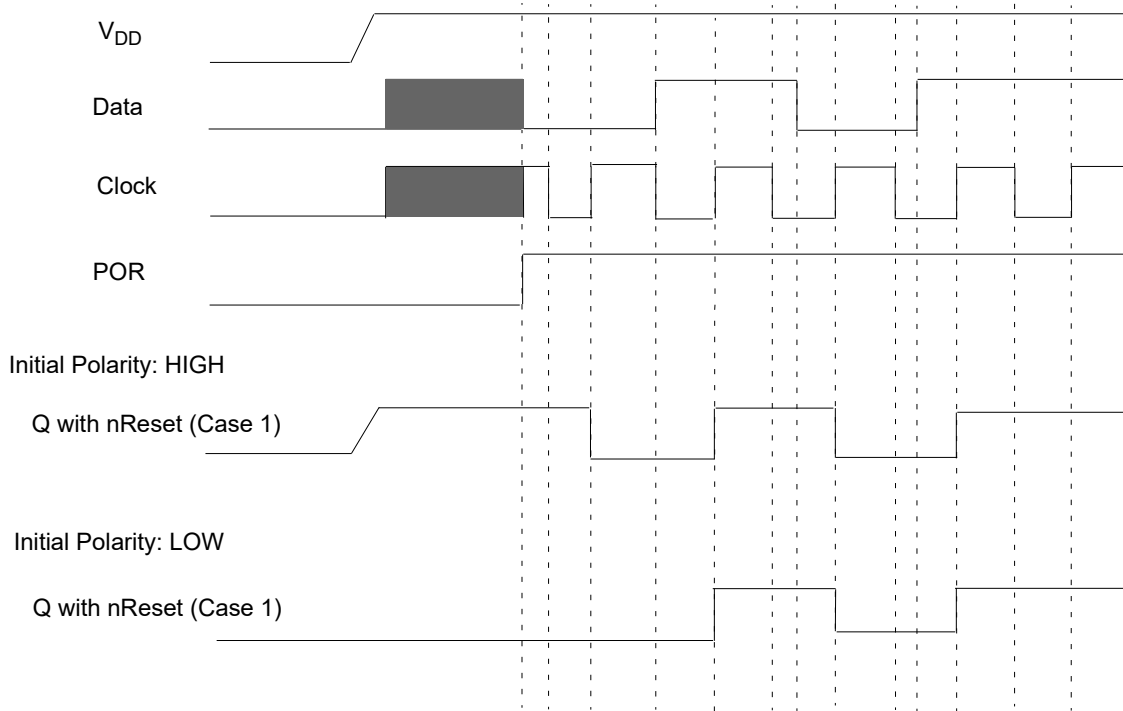 VDD
Data
Clock
POR
Initial Polarity: HIGH
Q with nReset (Case 1)
Initial Polarity: LOW
Q with nReset (Case 1)